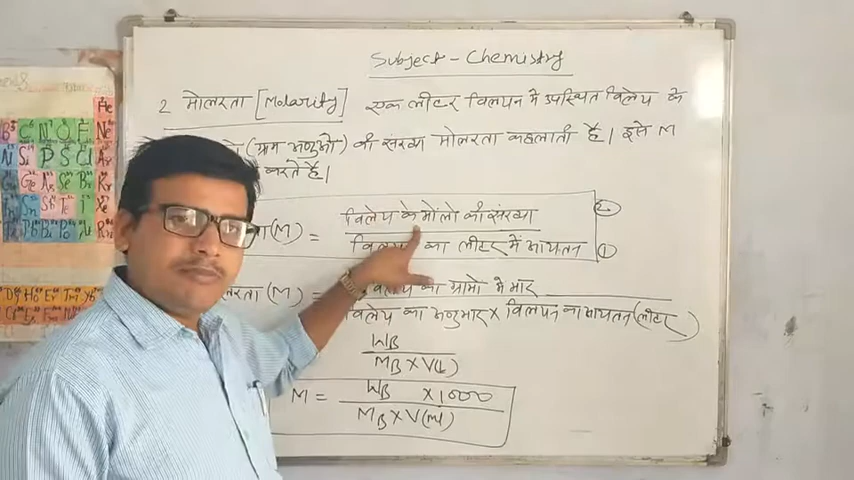 Subject - Chemistry
2 मोलरता [Molarity] एक लीटर विलयन में उपस्थित विलेय के
(ग्राम अणुओं) की संख्या मोलरता कहलाती है। इसे M
करते हैं।
(M) = विलेय के मोलो की संख्या
विलयन का लीटर में आयतन
(M) = विलेय का ग्रामो में भार
विलेय का अणुभार × विलयन का आयतन (लीटर)
WB
MB × V(L)
M = WB × 1000
MB × V(ml)